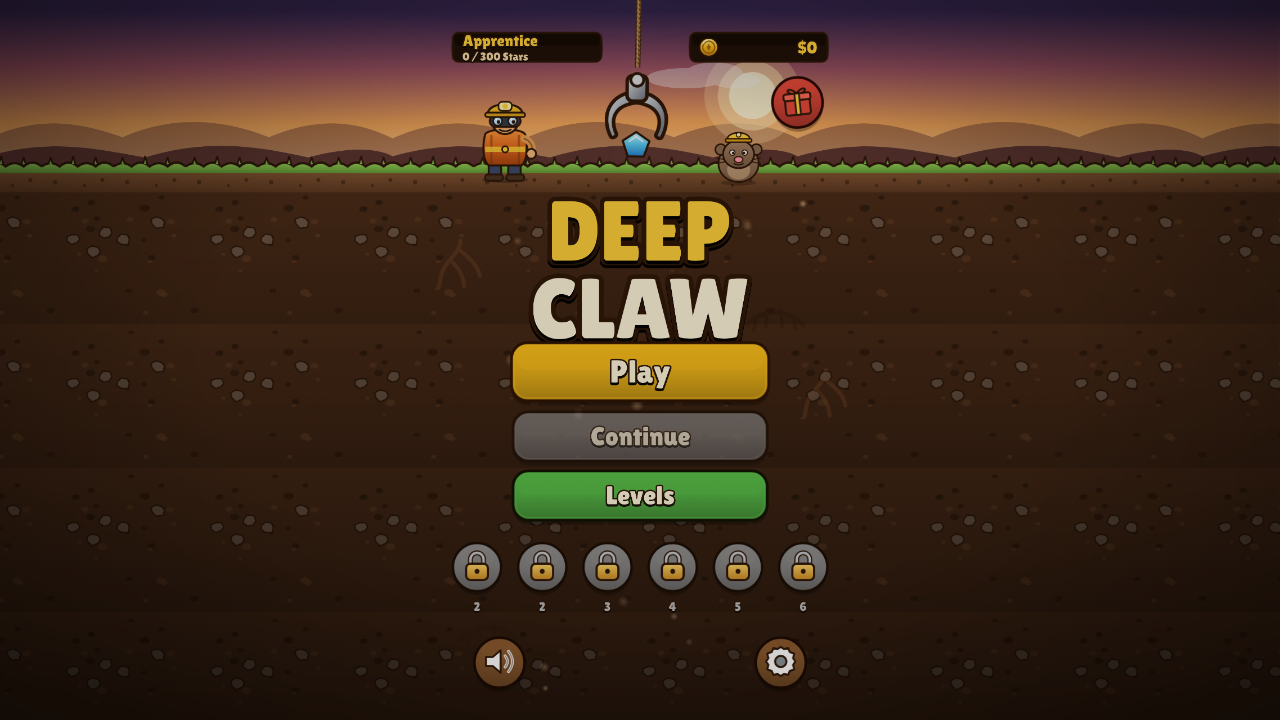 Apprentice
0 / 300 Stars
$0
DEEP
CLAW
Play
Continue
Levels
2
2
3
4
5
6